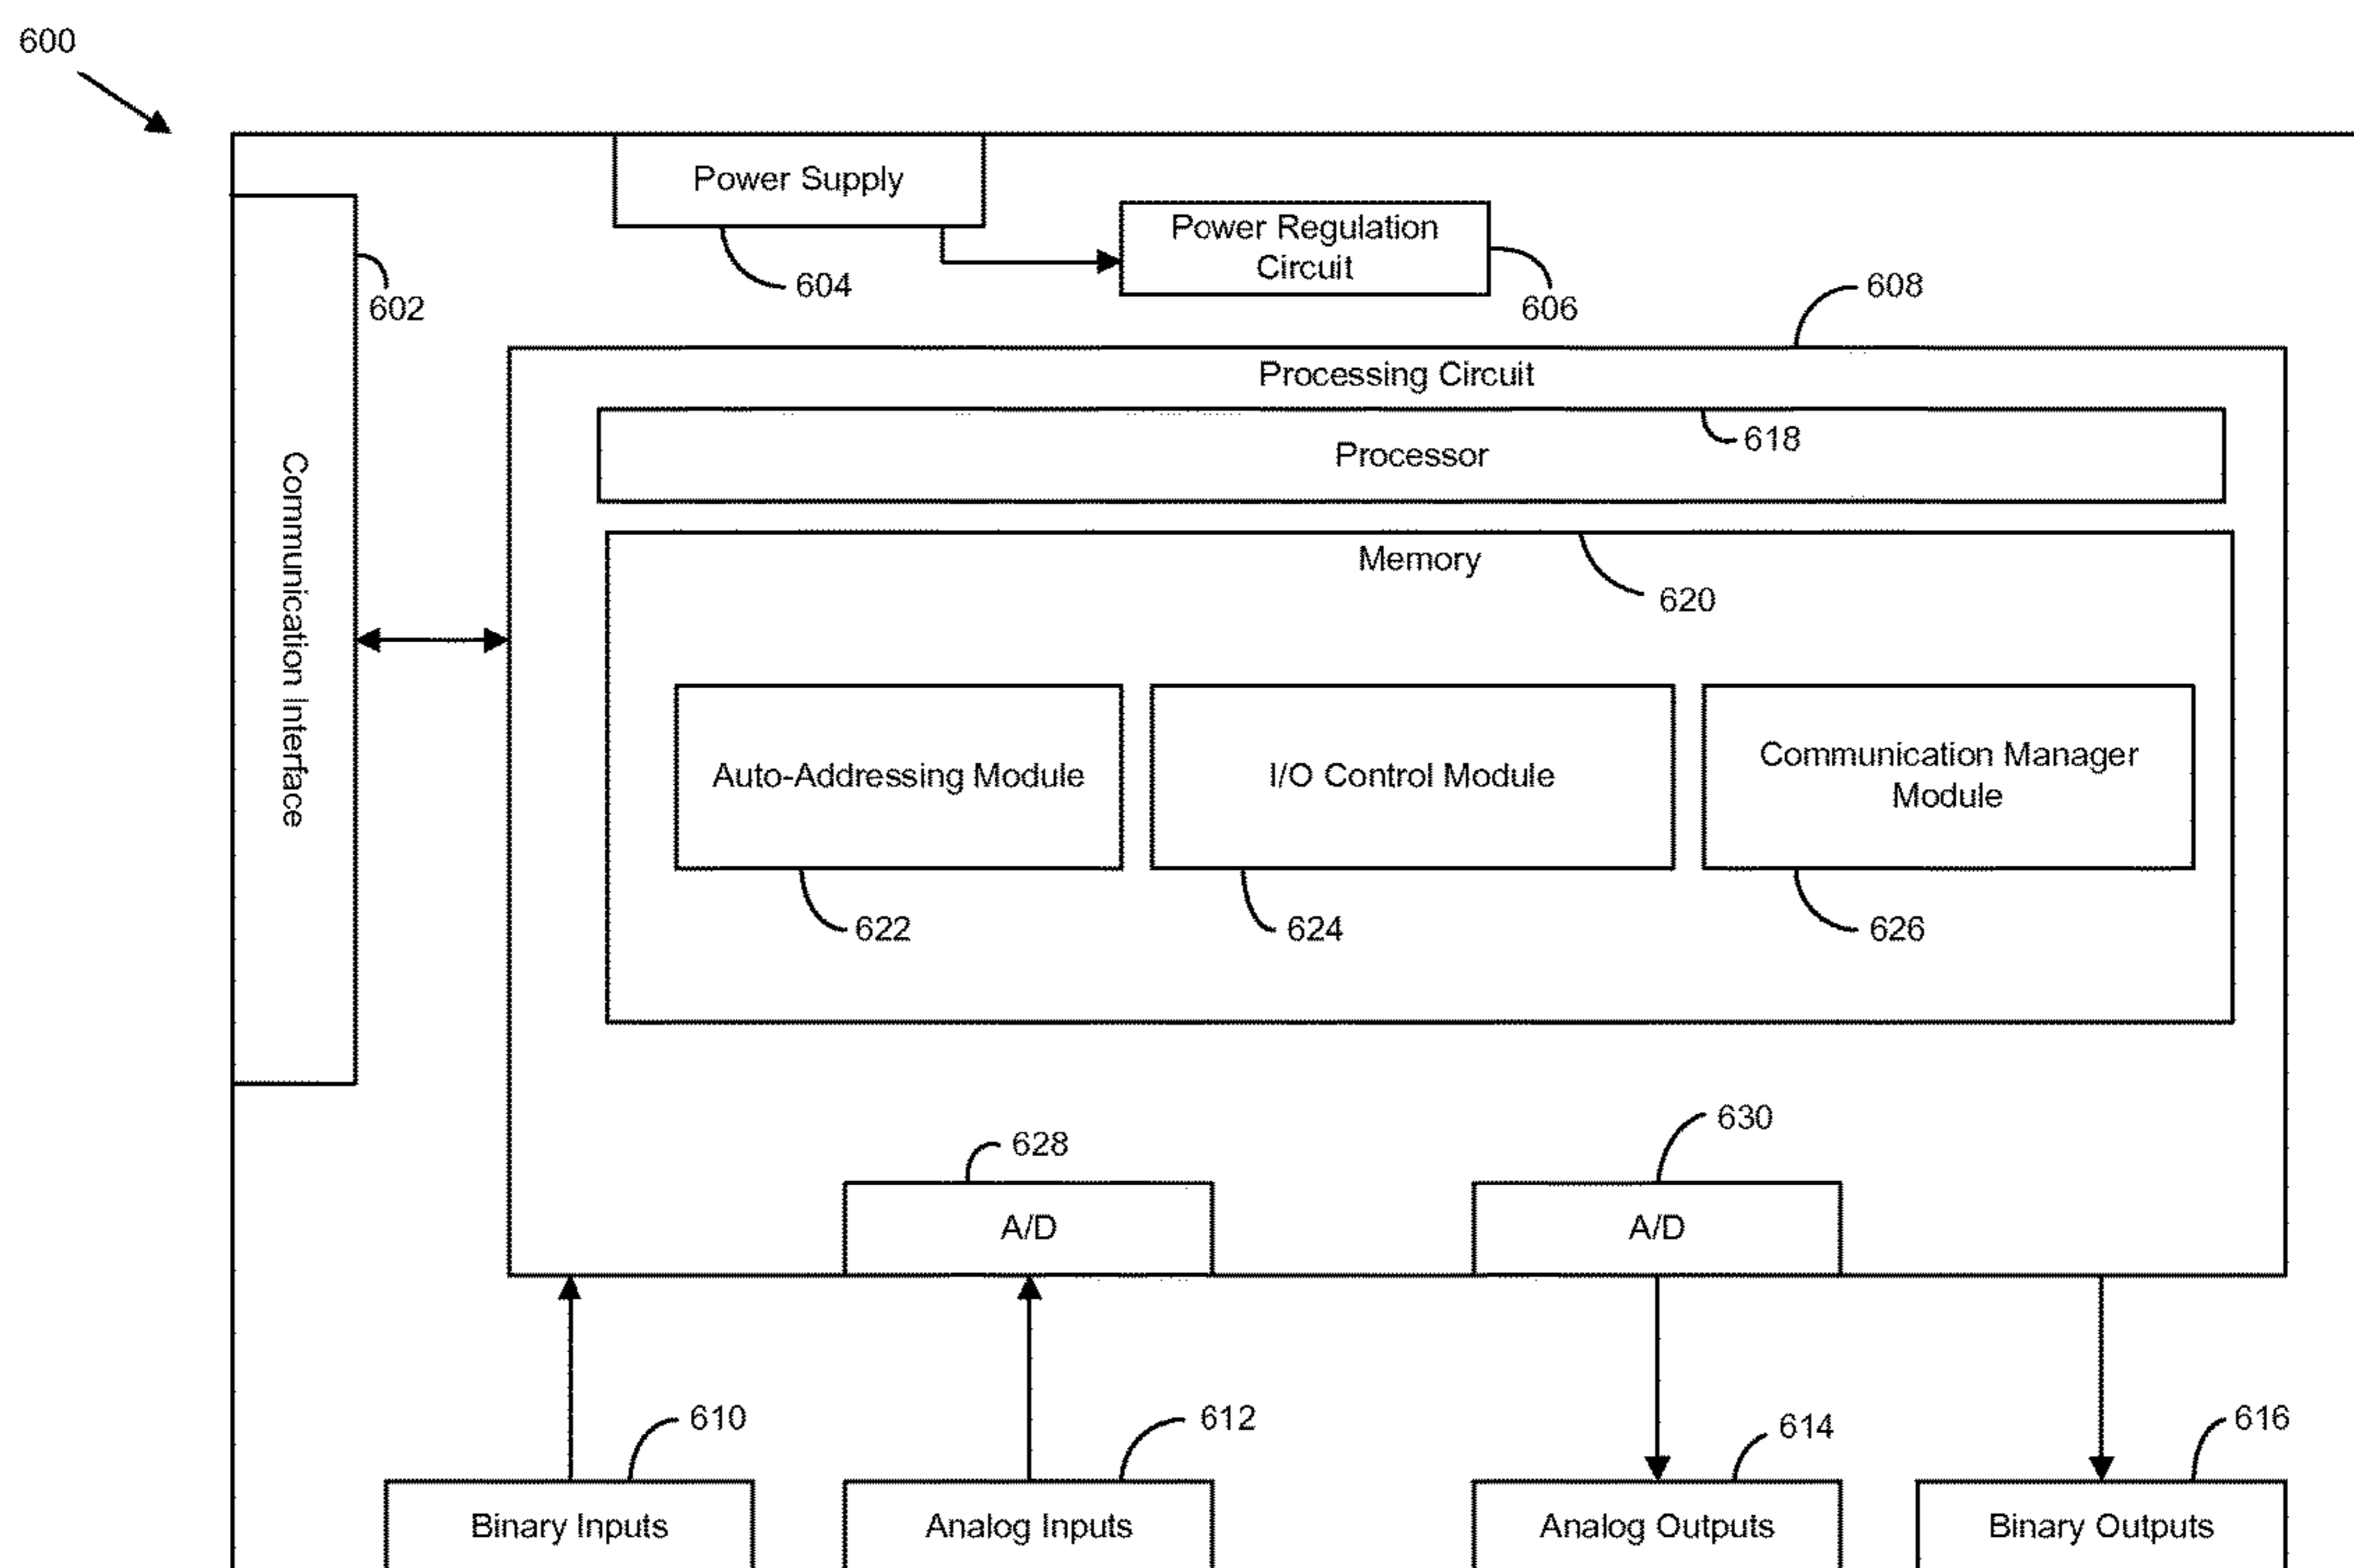 600
Power Supply
Power Regulation
Circuit
604
602
606
608
Processing Circuit
618
Processor
Memory
620
Communication Interface
Auto-Addressing Module
I/O Control Module
Communication Manager
Module
622
624
626
628
630
A/D
A/D
610
612
614
616
Binary Inputs
Analog Inputs
Analog Outputs
Binary Outputs